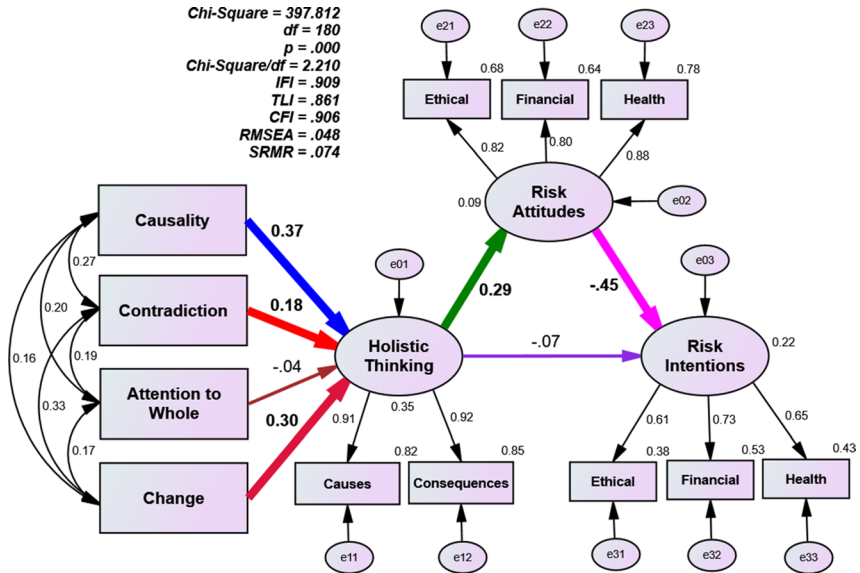 Chi-Square = 397.812
df = 180
p = .000
Chi-Square/df = 2.210
IFI = .909
TLI = .861
CFI = .906
RMSEA = .048
SRMR = .074
e21
e22
e23
0.68
0.64
0.78
Ethical
Financial
Health
0.82
0.80
0.88
Risk
Attitudes
0.09
e02
Causality
0.37
0.27
e01
e03
0.29
-.45
Contradiction
0.18
0.20
Holistic
Thinking
-.07
Risk
Intentions
0.22
0.16
0.19
-.04
Attention to
Whole
0.33
0.30
0.35
0.91
0.92
0.61
0.73
0.65
0.17
0.82
0.85
0.38
0.53
0.43
Change
Causes
Consequences
Ethical
Financial
Health
e11
e12
e31
e32
e33